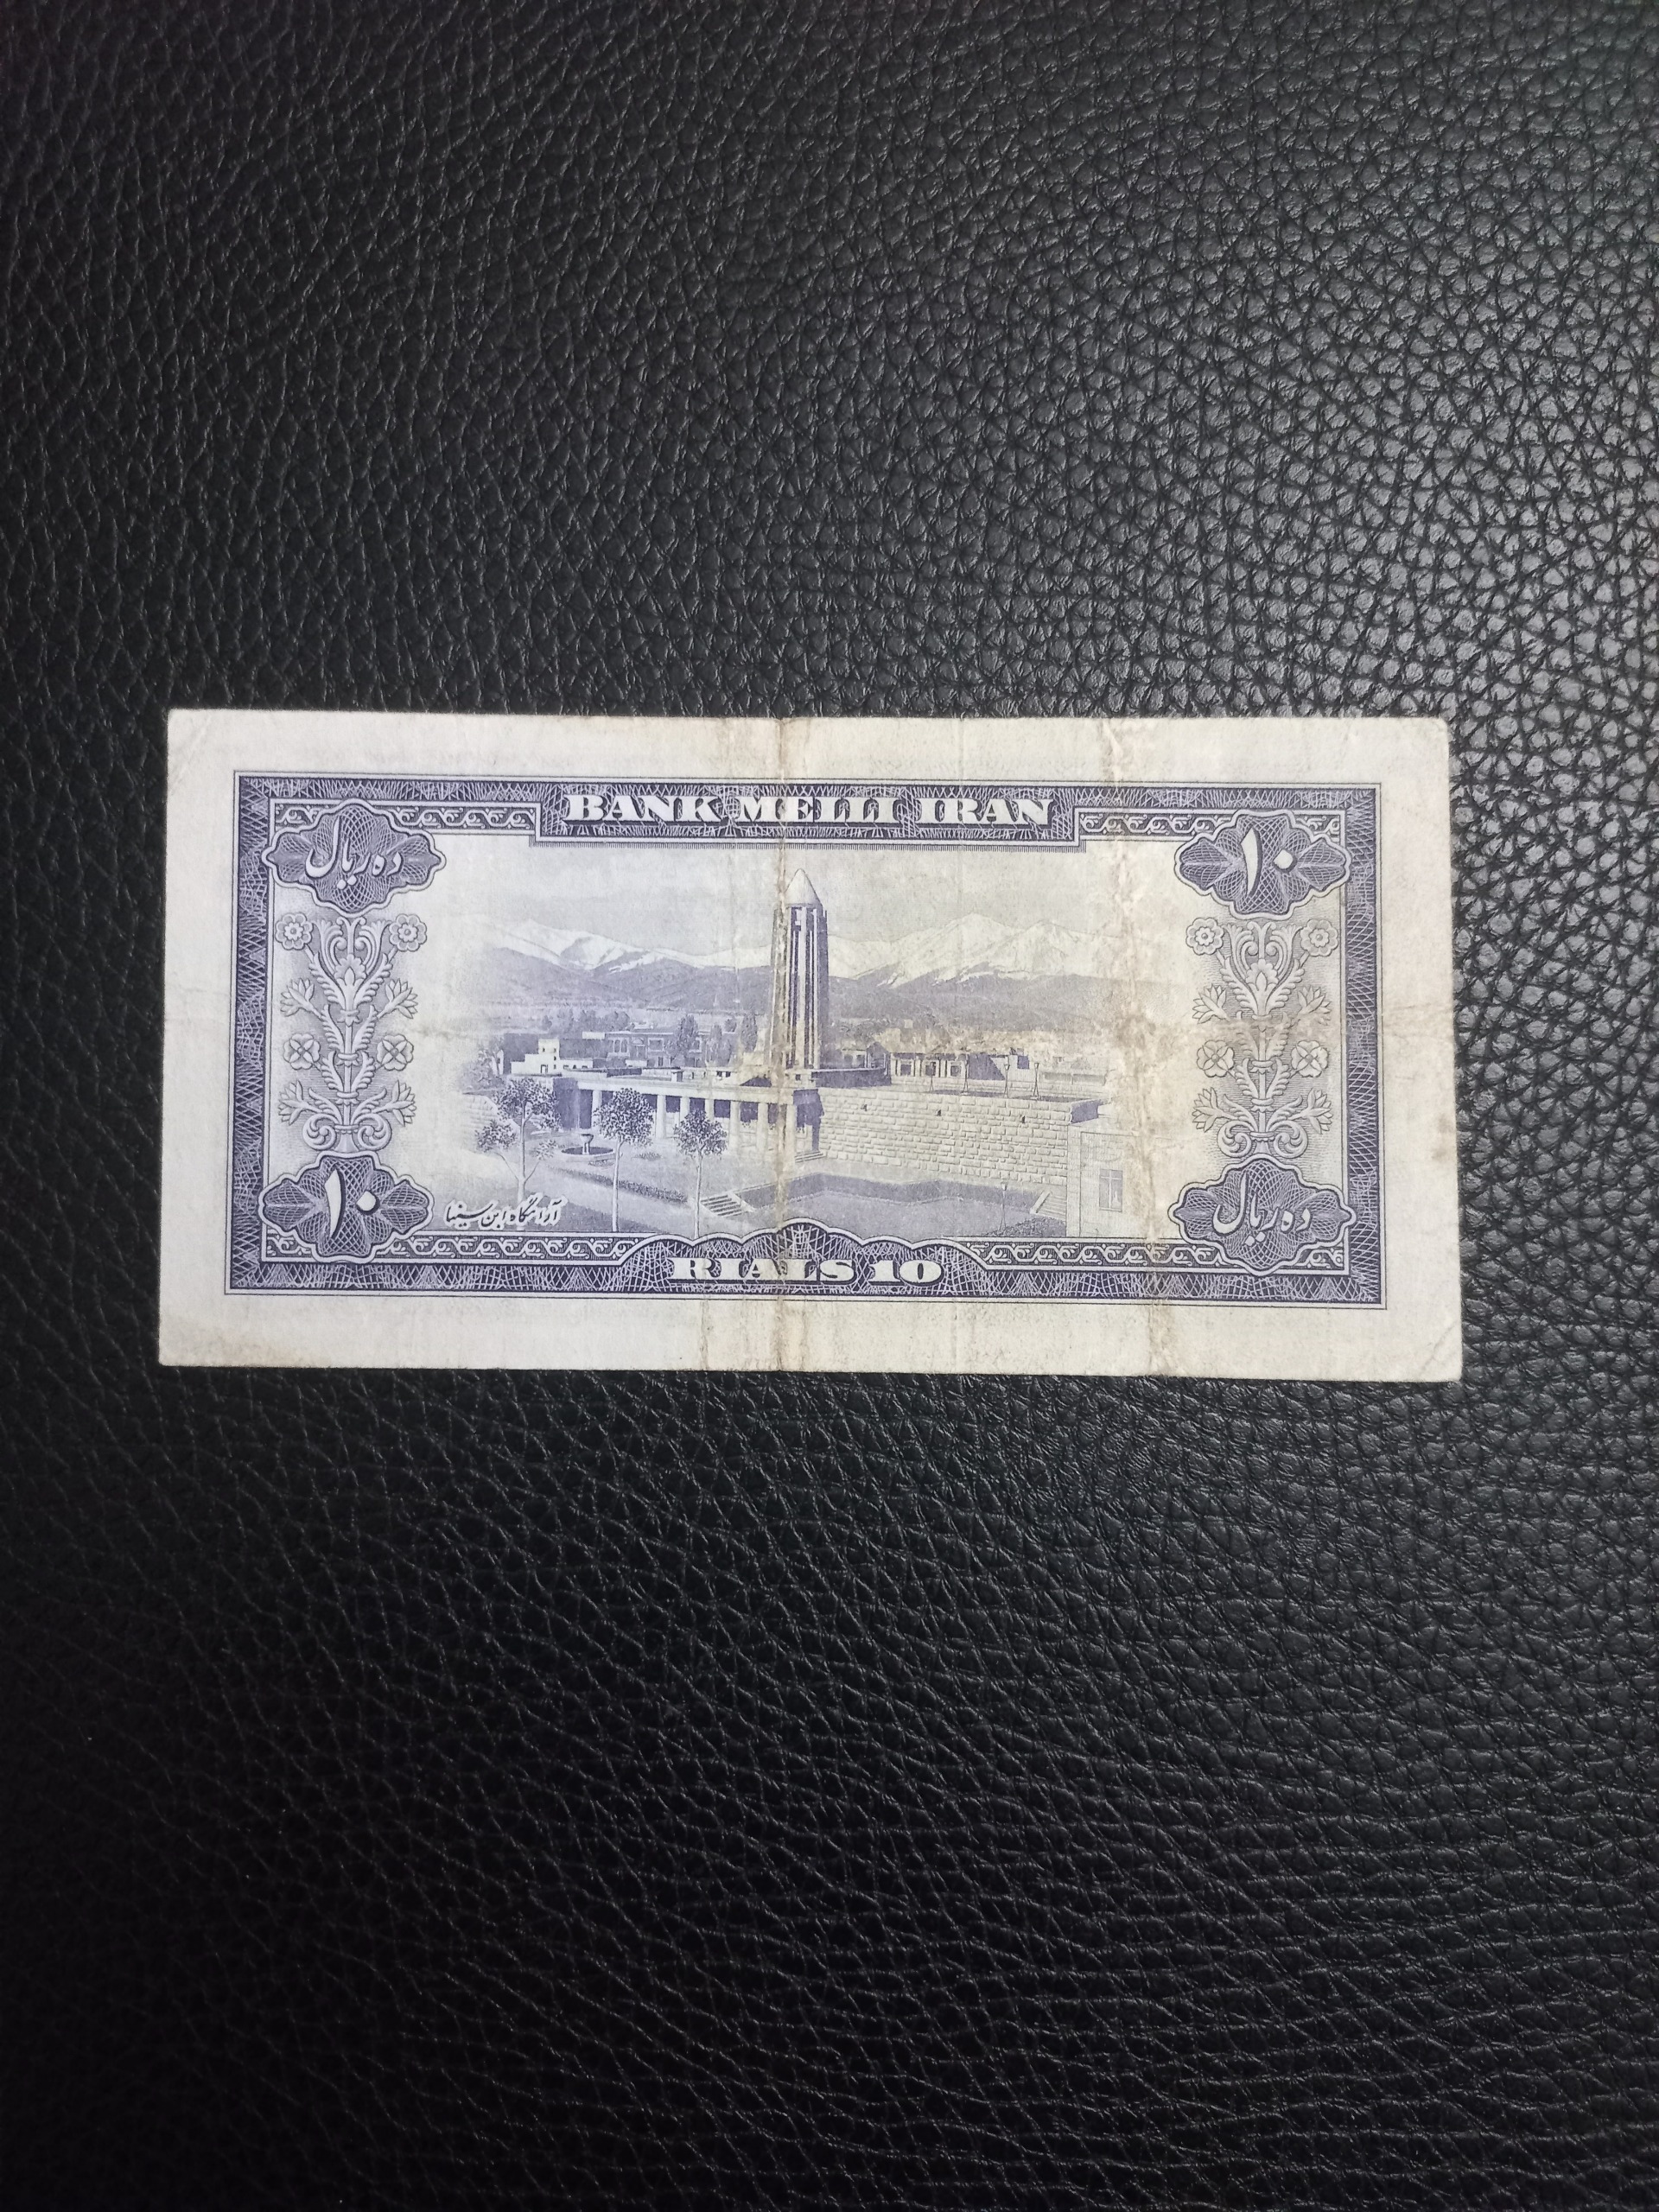 BANK MELLI IRAN
ده ریال
۱۰
۱۰
آرامگاه ابن سینا
ده ریال
RIALS 10